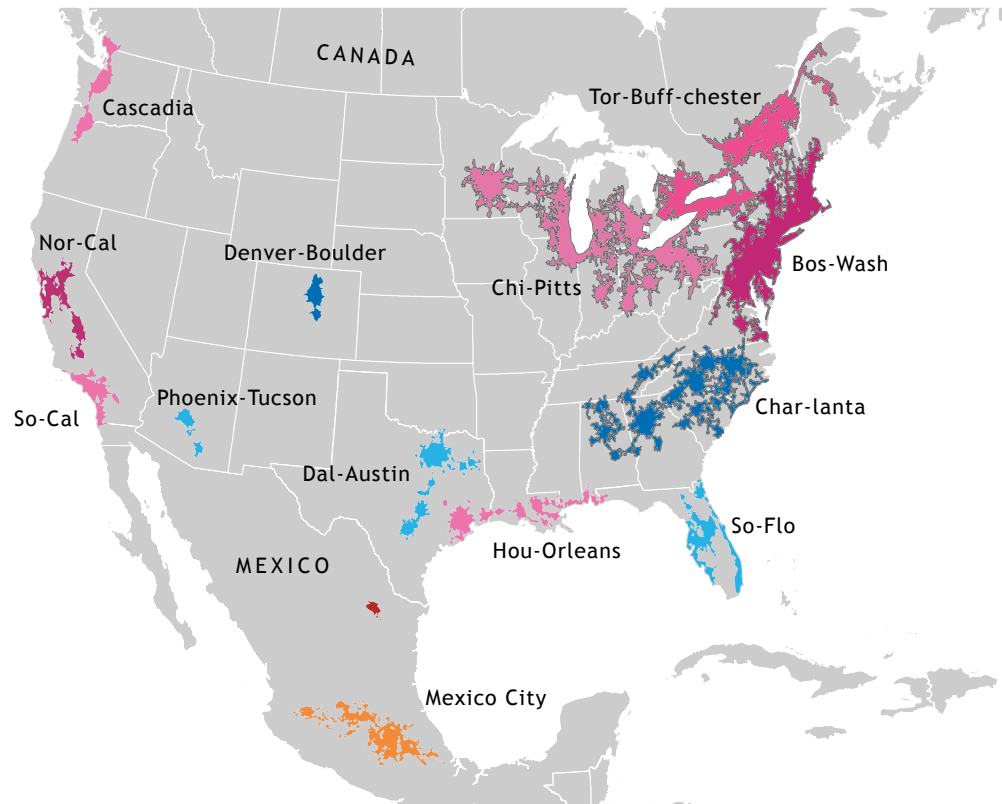 CANADA
Tor-Buff-chester
Cascadia
Nor-Cal
Denver-Boulder
Bos-Wash
Chi-Pitts
Phoenix-Tucson
Char-lanta
So-Cal
Dal-Austin
So-Flo
Hou-Orleans
MEXICO
Mexico City